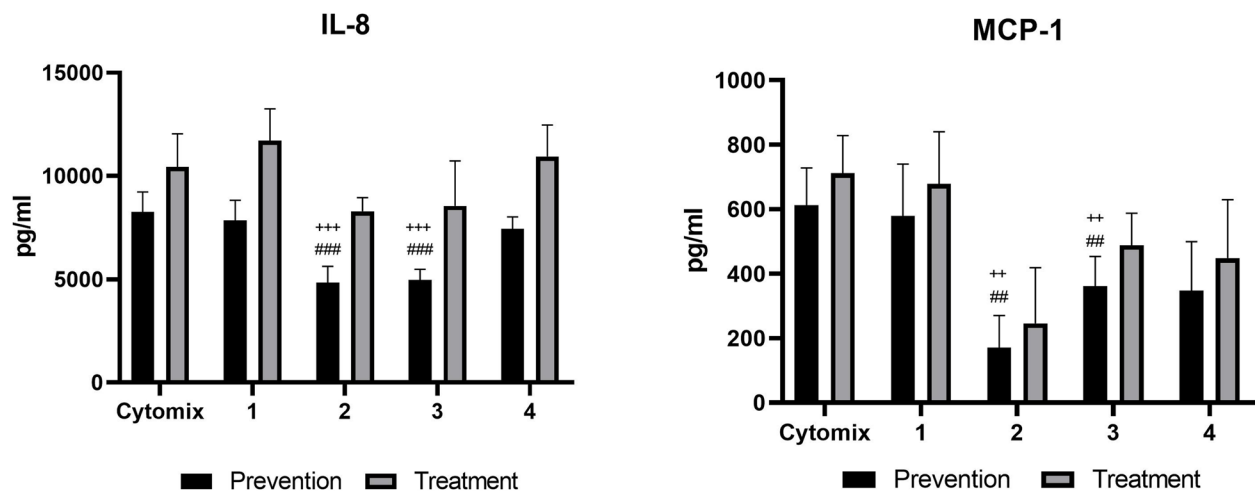 IL-8
pg/ml
15000
10000
5000
0
+++
###
+++
###
Cytomix 1 2 3 4
Prevention Treatment
MCP-1
pg/ml
1000
800
600
400
200
0
++
##
++
##
Cytomix 1 2 3 4
Prevention Treatment